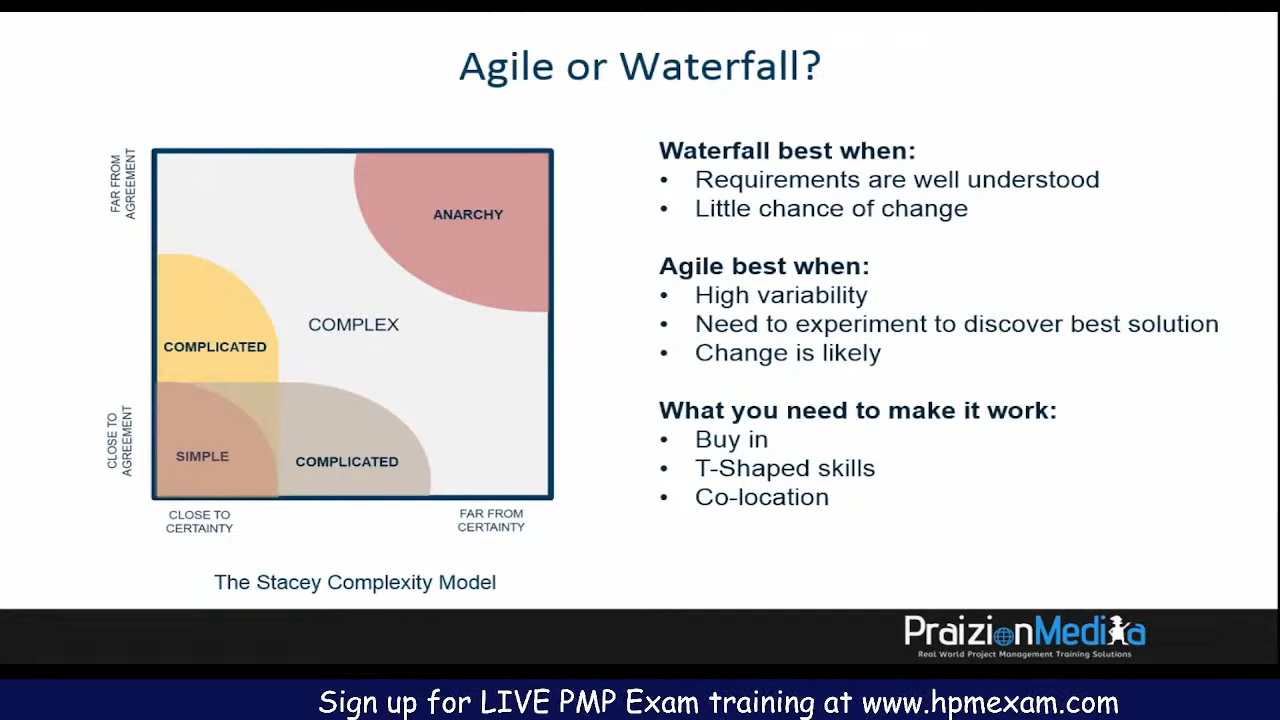 Agile or Waterfall?
FAR FROM
AGREEMENT
ANARCHY
COMPLEX
COMPLICATED
CLOSE TO
AGREEMENT
SIMPLE
COMPLICATED
CLOSE TO
CERTAINTY
FAR FROM
CERTAINTY
The Stacey Complexity Model
Waterfall best when:
• Requirements are well understood
• Little chance of change
Agile best when:
• High variability
• Need to experiment to discover best solution
• Change is likely
What you need to make it work:
• Buy in
• T-Shaped skills
• Co-location
PraizionMedia
Real World Project Management Training Solutions
Sign up for LIVE PMP Exam training at www.hpmexam.com